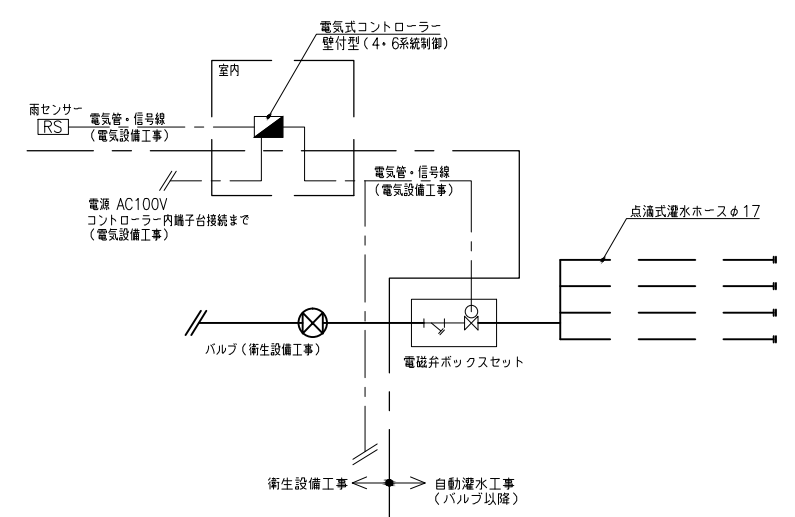 電気式コントローラー
壁付型(4・6系統制御)
室内
雨センサー
RS
電気管・信号線
(電気設備工事)
電気管・信号線
(電気設備工事)
電源 AC100V
コントローラー内端子台接続まで
(電気設備工事)
点滴式灌水ホースφ17
バルブ(衛生設備工事)
電磁弁ボックスセット
衛生設備工事
自動灌水工事
(バルブ以降)